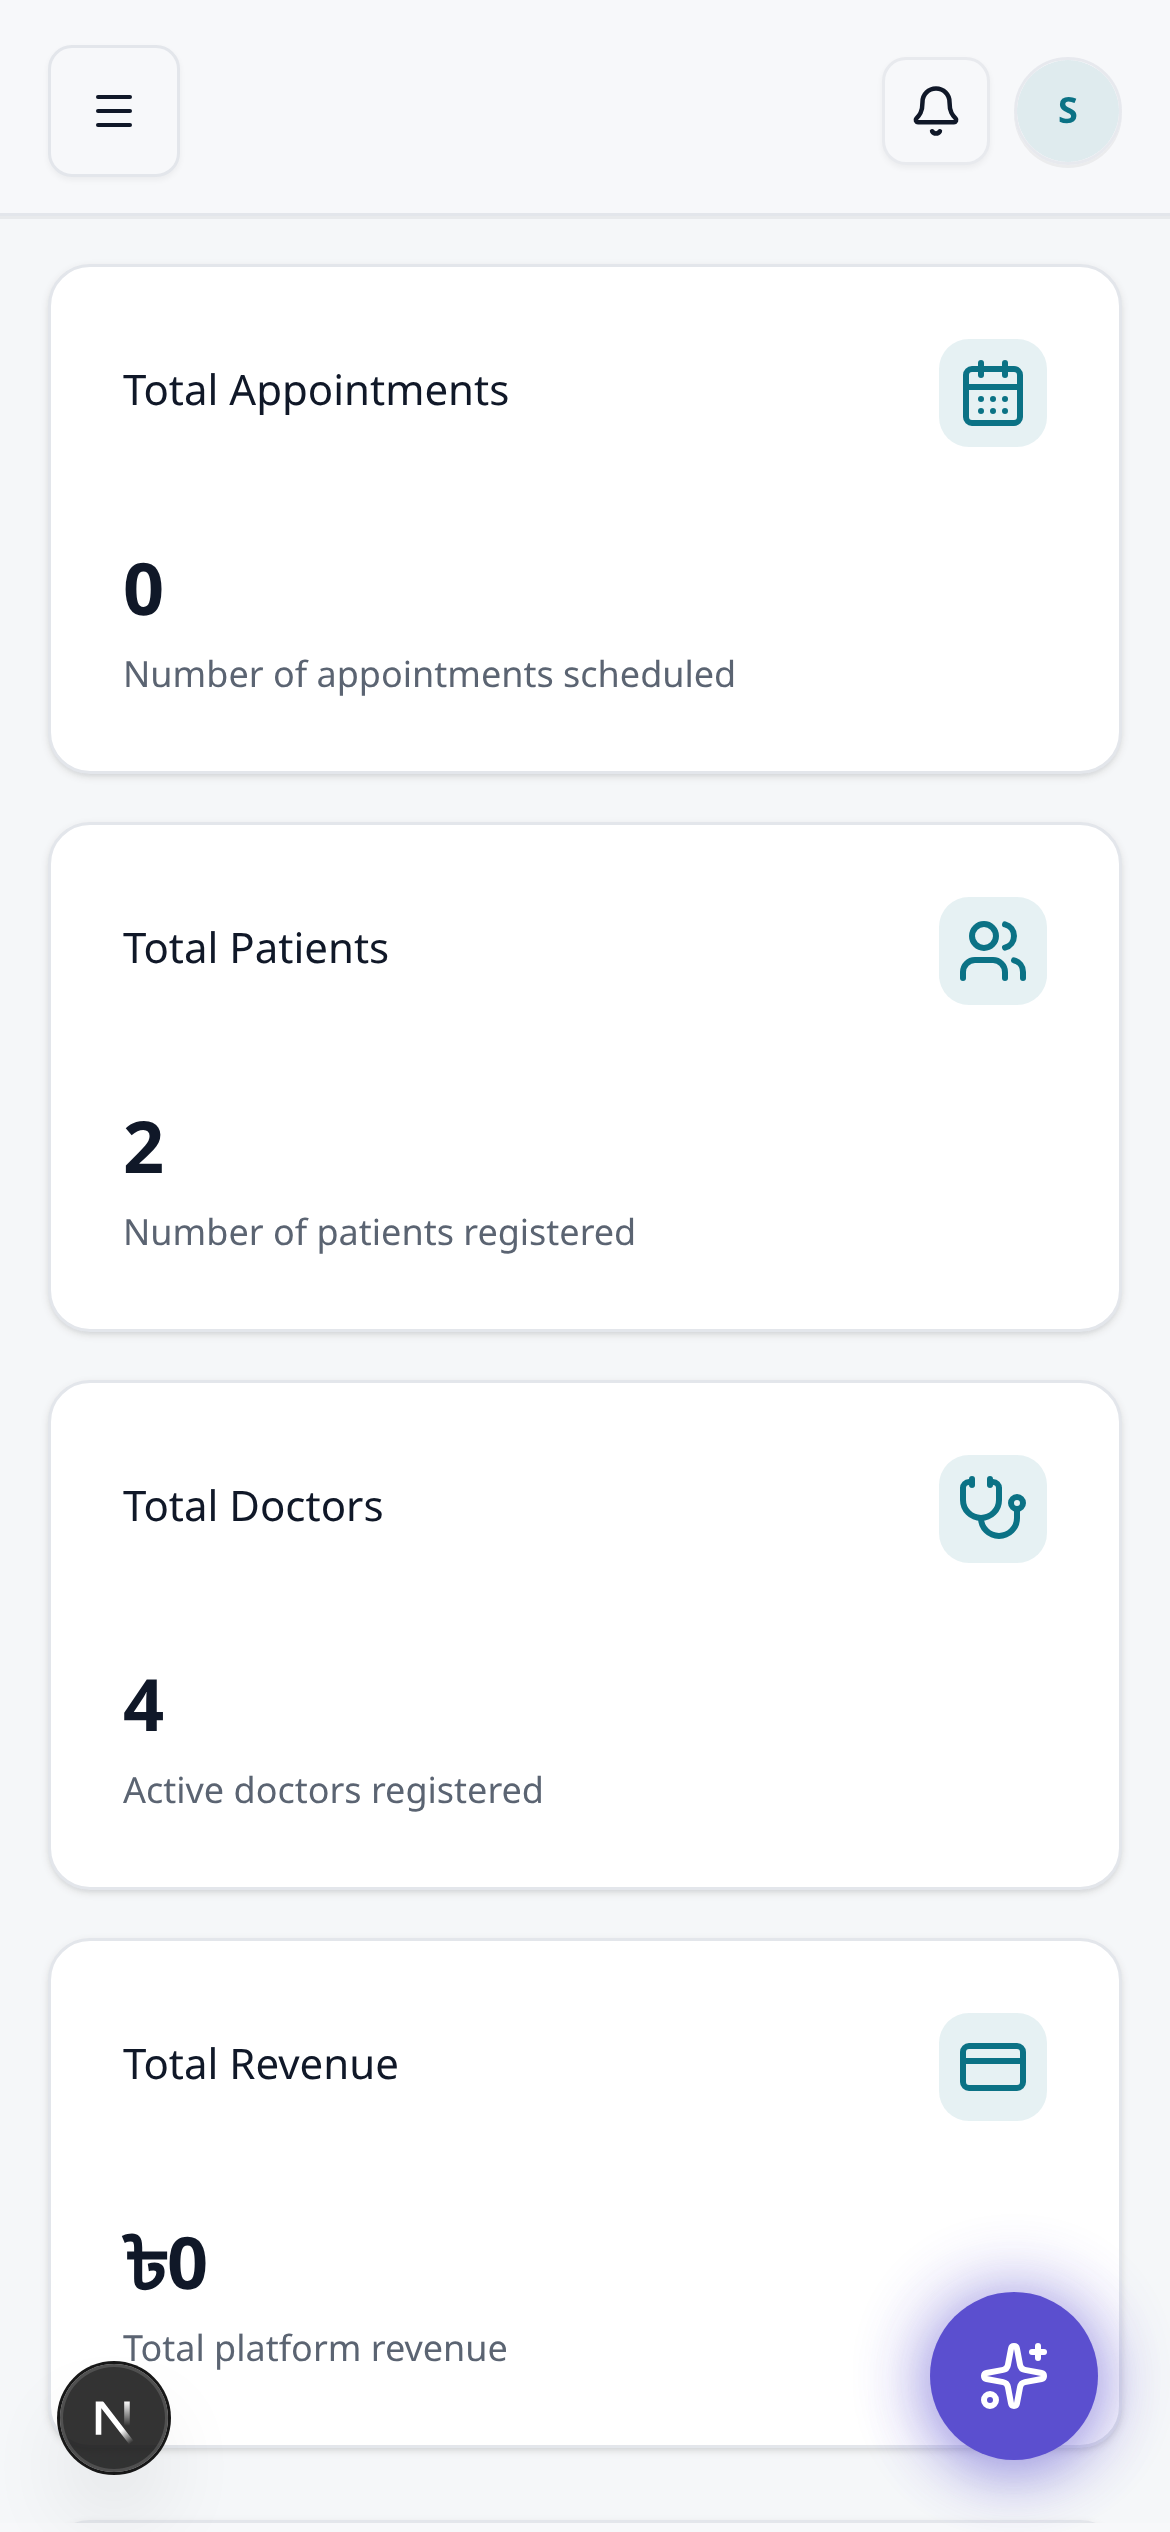 S
Total Appointments
0
Number of appointments scheduled
Total Patients
2
Number of patients registered
Total Doctors
4
Active doctors registered
Total Revenue
৳0
Total platform revenue
N